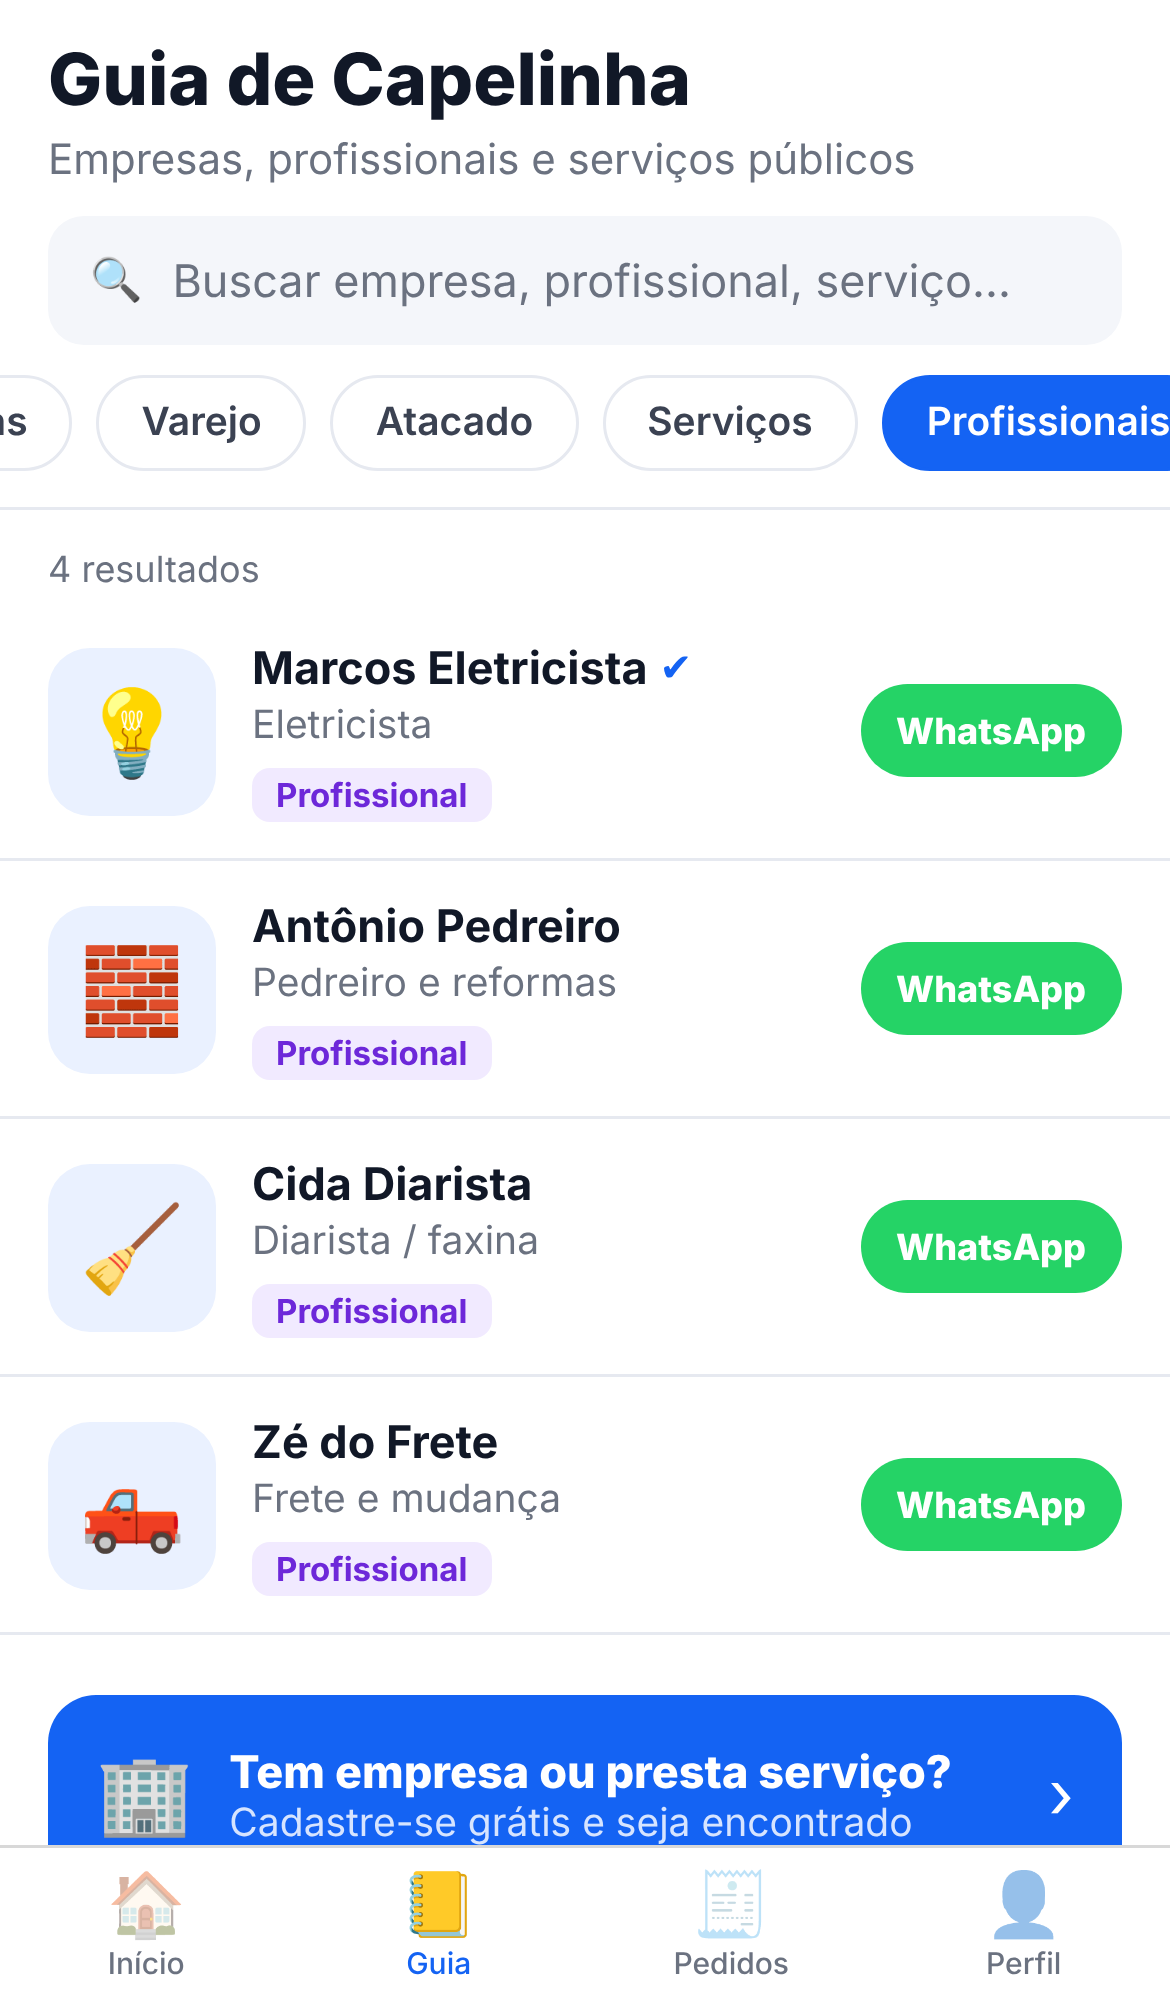 Guia de Capelinha
Empresas, profissionais e serviços públicos
Buscar empresa, profissional, serviço...
as
Varejo
Atacado
Serviços
Profissionais
4 resultados
Marcos Eletricista ✔
Eletricista
Profissional
WhatsApp
Antônio Pedreiro
Pedreiro e reformas
Profissional
WhatsApp
Cida Diarista
Diarista / faxina
Profissional
WhatsApp
Zé do Frete
Frete e mudança
Profissional
WhatsApp
Tem empresa ou presta serviço?
Cadastre-se grátis e seja encontrado
›
Início
Guia
Pedidos
Perfil